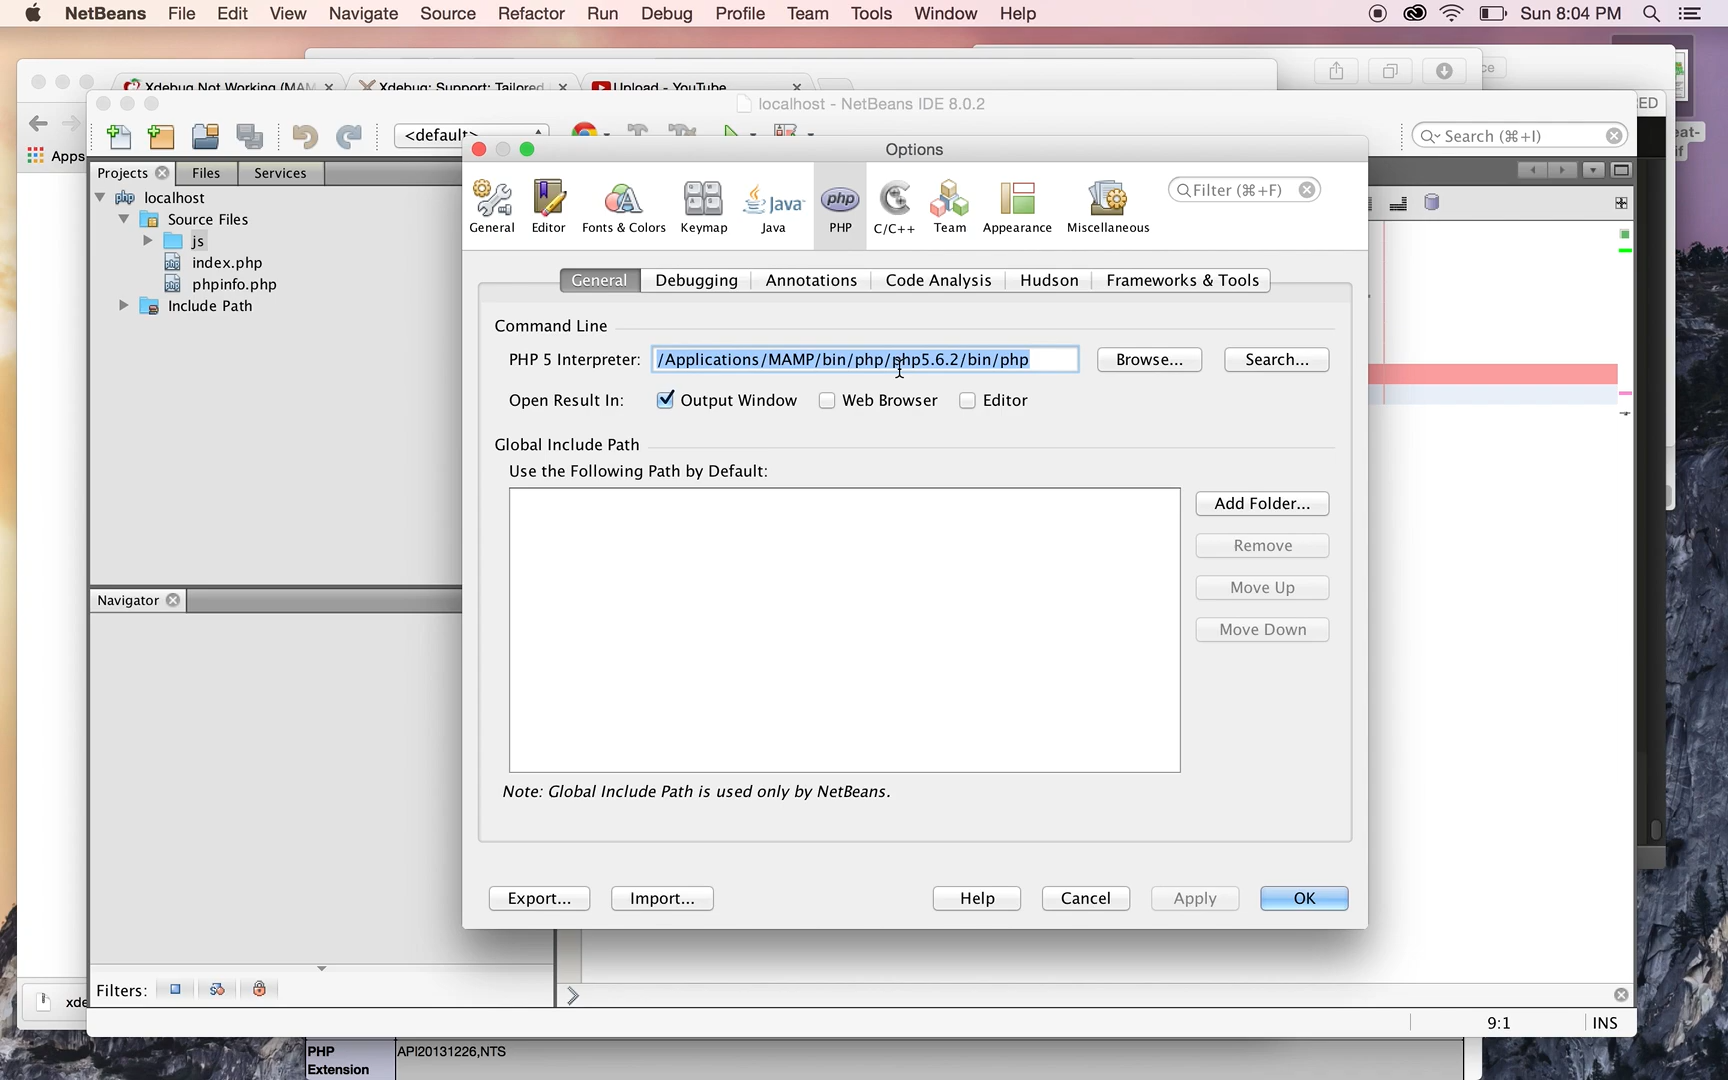 NetBeans File Edit View Navigate Source Refactor Run Debug Profile Team Tools Window Help Sun 8:04 PM
Xdebug Not Working (MAM
Xdebug: Support: Tailored
Upload - YouTube
localhost - NetBeans IDE 8.0.2
Apps
<default>
Search (⌘+I)
Options
Projects Files Services
General Editor Fonts & Colors Keymap Java PHP C/C++ Team Appearance Miscellaneous
Filter (⌘+F)
localhost
Source Files
js
index.php
phpinfo.php
Include Path
General Debugging Annotations Code Analysis Hudson Frameworks & Tools
Command Line
PHP 5 Interpreter: /Applications/MAMP/bin/php/php5.6.2/bin/php Browse... Search...
Open Result In: Output Window Web Browser Editor
Global Include Path
Use the Following Path by Default:
Add Folder...
Remove
Move Up
Move Down
Navigator
Note: Global Include Path is used only by NetBeans.
Export... Import... Help Cancel Apply OK
Filters:
xde
9:1 INS
PHP
Extension
API20131226,NTS